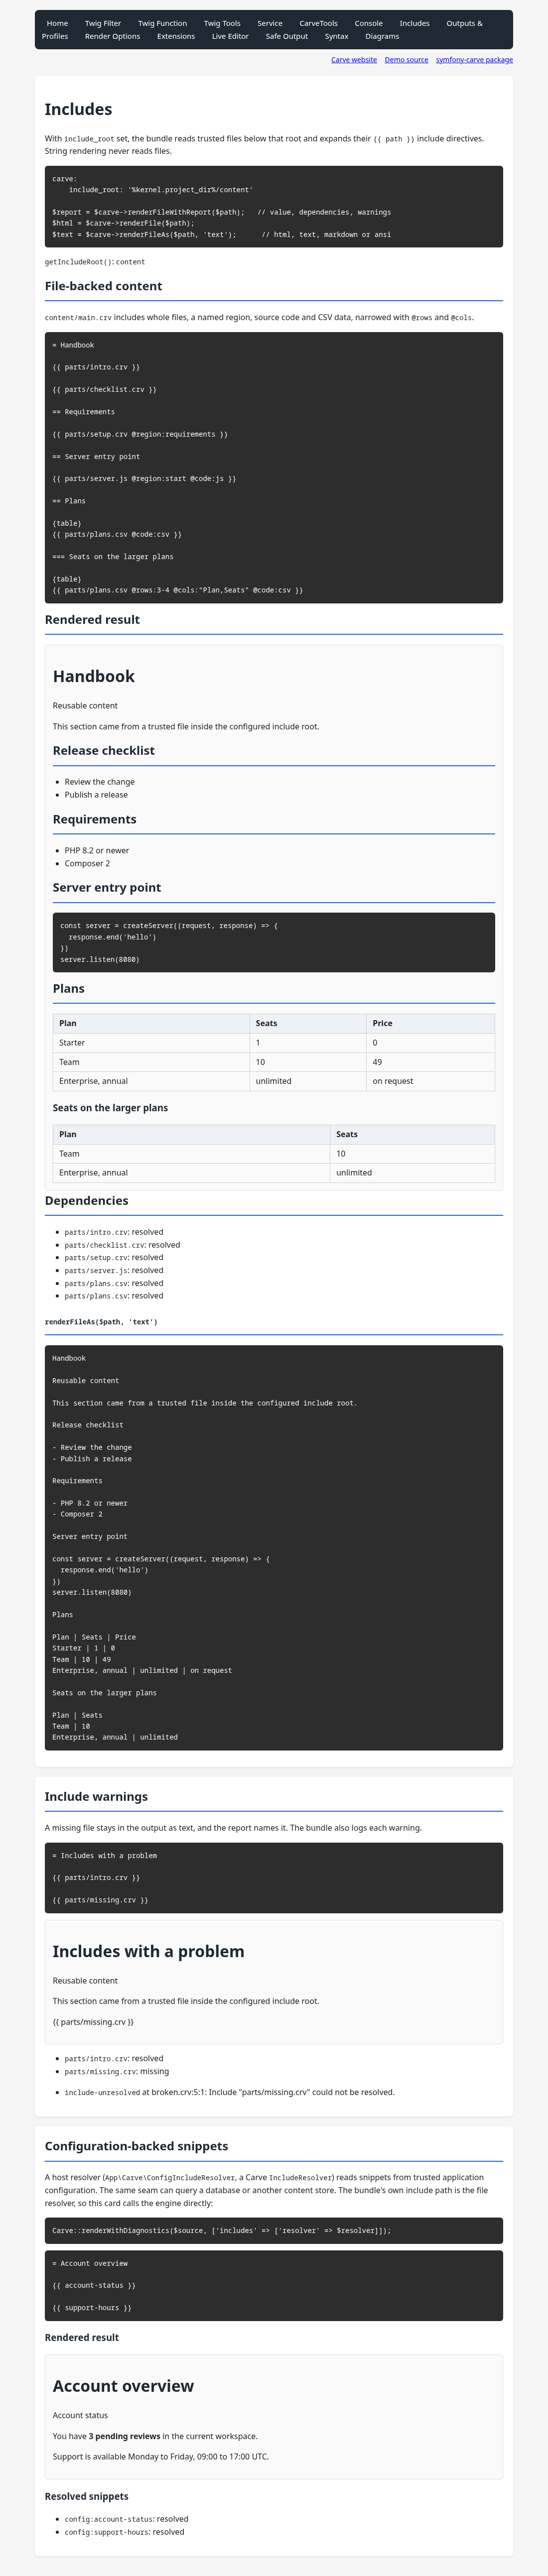 Home Twig Filter Twig Function Twig Tools Service CarveTools Console Includes Outputs &
Profiles Render Options Extensions Live Editor Safe Output Syntax Diagrams
Carve website Demo source symfony-carve package
Includes
With include_root set, the bundle reads trusted files below that root and expands their {{ path }} include directives.
String rendering never reads files.
carve:
    include_root: '%kernel.project_dir%/content'
$report = $carve->renderFileWithReport($path);   // value, dependencies, warnings
$html = $carve->renderFile($path);
$text = $carve->renderFileAs($path, 'text');      // html, text, markdown or ansi
getIncludeRoot(): content
File-backed content
content/main.crv includes whole files, a named region, source code and CSV data, narrowed with @rows and @cols.
= Handbook
{{ parts/intro.crv }}
{{ parts/checklist.crv }}
== Requirements
{{ parts/setup.crv @region:requirements }}
== Server entry point
{{ parts/server.js @region:start @code:js }}
== Plans
{table}
{{ parts/plans.csv @code:csv }}
=== Seats on the larger plans
{table}
{{ parts/plans.csv @rows:3-4 @cols:"Plan,Seats" @code:csv }}
Rendered result
Handbook
Reusable content
This section came from a trusted file inside the configured include root.
Release checklist
Review the change
Publish a release
Requirements
PHP 8.2 or newer
Composer 2
Server entry point
const server = createServer((request, response) => {
  response.end('hello')
})
server.listen(8080)
Plans
Plan Seats Price
Starter 1 0
Team 10 49
Enterprise, annual unlimited on request
Seats on the larger plans
Plan Seats
Team 10
Enterprise, annual unlimited
Dependencies
parts/intro.crv: resolved
parts/checklist.crv: resolved
parts/setup.crv: resolved
parts/server.js: resolved
parts/plans.csv: resolved
parts/plans.csv: resolved
renderFileAs($path, 'text')
Handbook
Reusable content
This section came from a trusted file inside the configured include root.
Release checklist
- Review the change
- Publish a release
Requirements
- PHP 8.2 or newer
- Composer 2
Server entry point
const server = createServer((request, response) => {
  response.end('hello')
})
server.listen(8080)
Plans
Plan | Seats | Price
Starter | 1 | 0
Team | 10 | 49
Enterprise, annual | unlimited | on request
Seats on the larger plans
Plan | Seats
Team | 10
Enterprise, annual | unlimited
Include warnings
A missing file stays in the output as text, and the report names it. The bundle also logs each warning.
= Includes with a problem
{{ parts/intro.crv }}
{{ parts/missing.crv }}
Includes with a problem
Reusable content
This section came from a trusted file inside the configured include root.
{{ parts/missing.crv }}
parts/intro.crv: resolved
parts/missing.crv: missing
include-unresolved at broken.crv:5:1: Include "parts/missing.crv" could not be resolved.
Configuration-backed snippets
A host resolver (App\Carve\ConfigIncludeResolver, a Carve IncludeResolver) reads snippets from trusted application
configuration. The same seam can query a database or another content store. The bundle's own include path is the file
resolver, so this card calls the engine directly:
Carve::renderWithDiagnostics($source, ['includes' => ['resolver' => $resolver]]);
= Account overview
{{ account-status }}
{{ support-hours }}
Rendered result
Account overview
Account status
You have 3 pending reviews in the current workspace.
Support is available Monday to Friday, 09:00 to 17:00 UTC.
Resolved snippets
config:account-status: resolved
config:support-hours: resolved